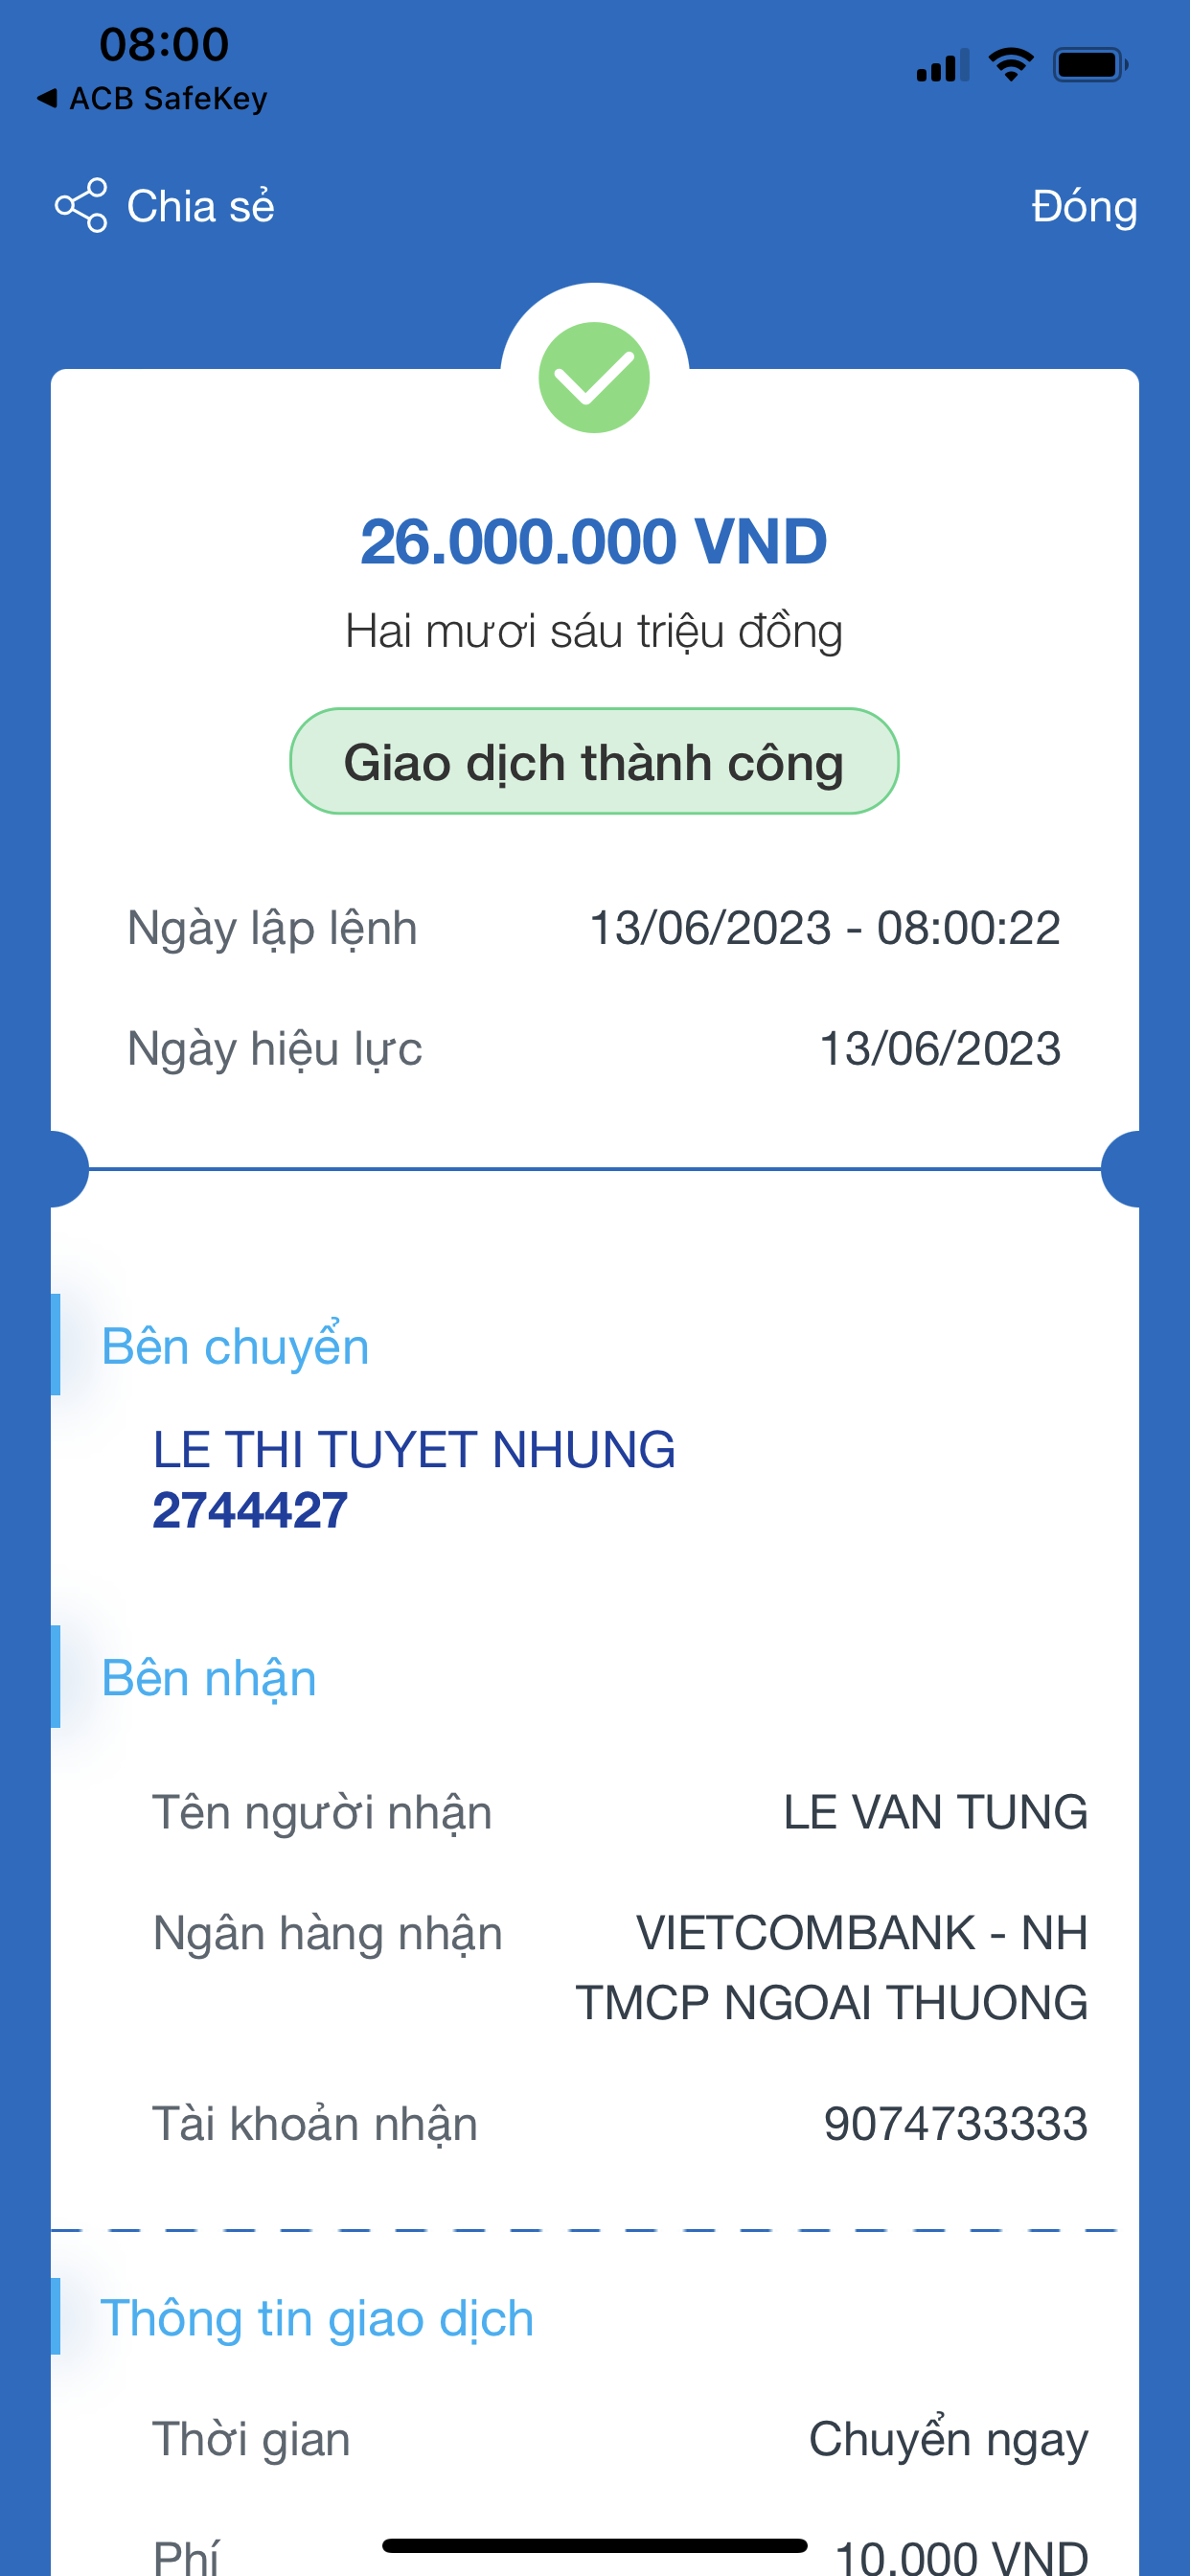 08:00
ACB SafeKey
Chia sẻ
Đóng
26.000.000 VND
Hai mươi sáu triệu đồng
Giao dịch thành công
Ngày lập lệnh 13/06/2023 - 08:00:22
Ngày hiệu lực 13/06/2023
Bên chuyển
LE THI TUYET NHUNG
2744427
Bên nhận
Tên người nhận LE VAN TUNG
Ngân hàng nhận VIETCOMBANK - NH
TMCP NGOAI THUONG
Tài khoản nhận 9074733333
Thông tin giao dịch
Thời gian Chuyển ngay
Phí 10.000 VND